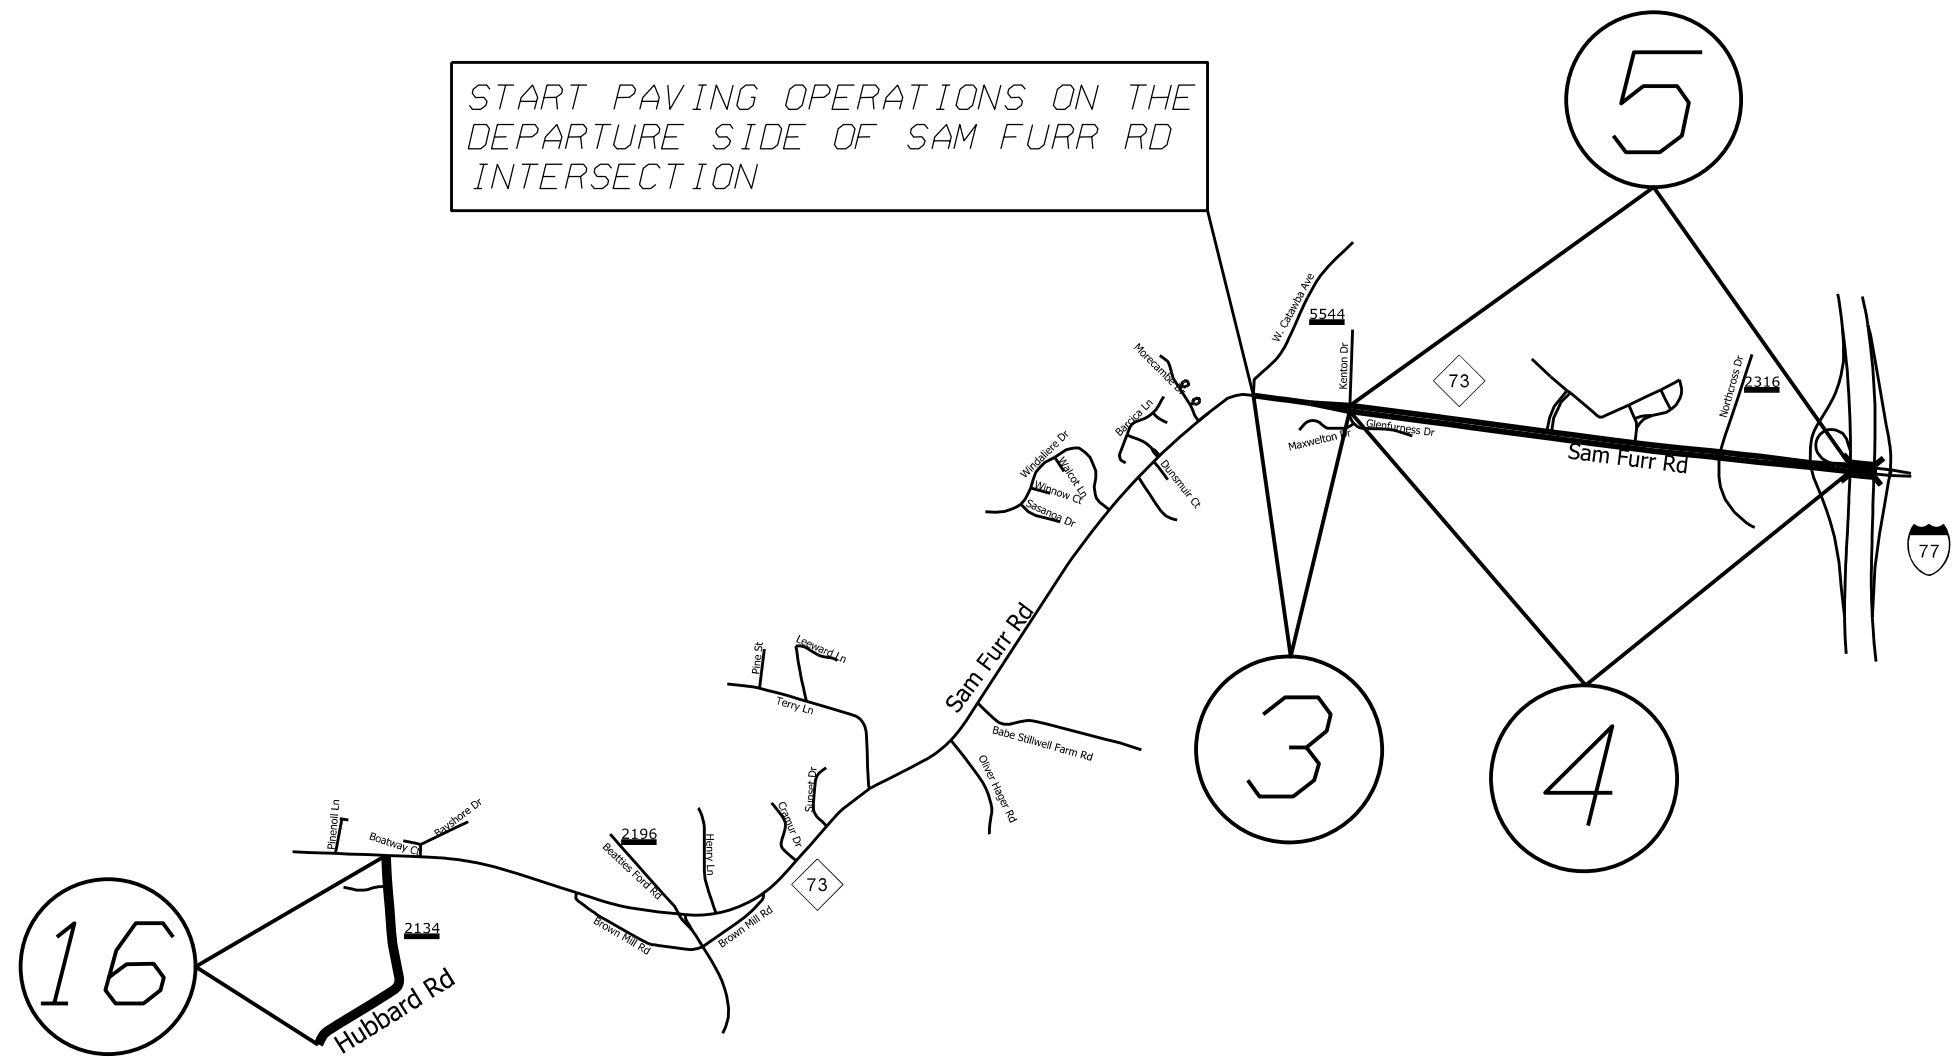 5
START PAVING OPERATIONS ON THE
DEPARTURE SIDE OF SAM FURR RD
INTERSECTION
W. Catawba Ave
5544
Kenton Dr
73
Northcross Dr
2316
Morecambe Dr
Barcica Ln
Glenfurness Dr
Maxwelton Dr
Sam Furr Rd
Windaliere Dr
Walcot Ln
Winnow Ct
Sasanoa Dr
Dunsmuir Ct
77
Sam Furr Rd
Pine St
Leeward Ln
Terry Ln
Babe Stillwell Farm Rd
Oliver Hager Rd
3
4
Sunset Dr
Cramur Dr
Pinenoll Ln
Boatway Ct
Bayshore Dr
2196
Beatties Ford Rd
Henry Ln
73
Brown Mill Rd
Brown Mill Rd
16
2134
Hubbard Rd